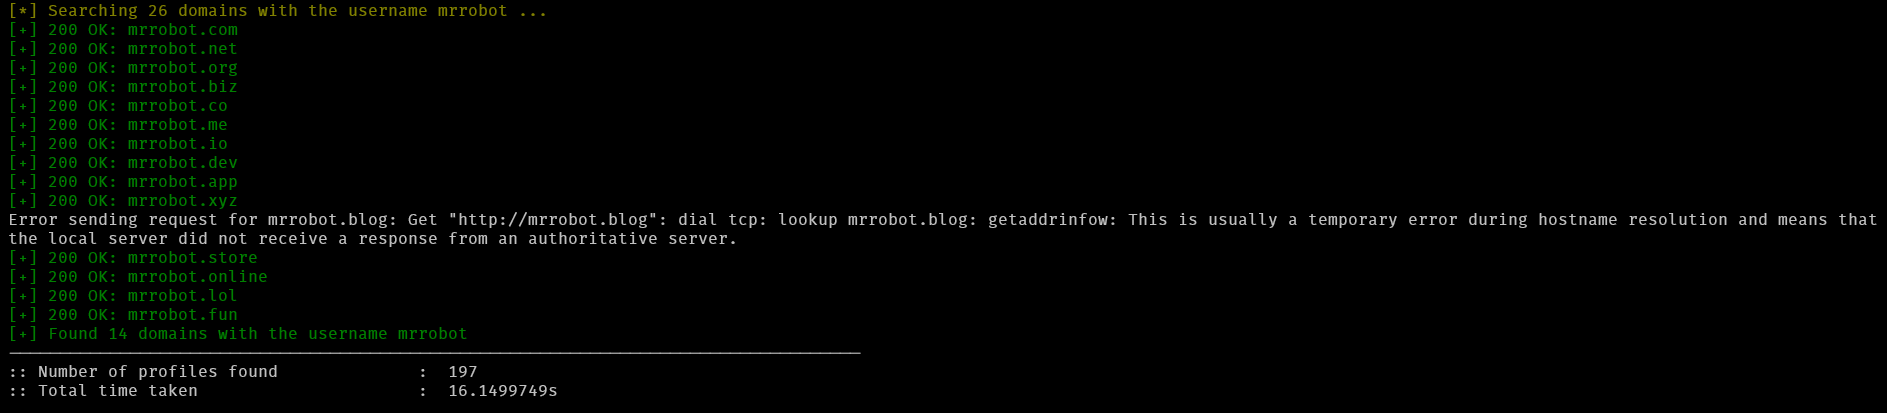 [*] Searching 26 domains with the username mrrobot ...
[+] 200 OK: mrrobot.com
[+] 200 OK: mrrobot.net
[+] 200 OK: mrrobot.org
[+] 200 OK: mrrobot.biz
[+] 200 OK: mrrobot.co
[+] 200 OK: mrrobot.me
[+] 200 OK: mrrobot.io
[+] 200 OK: mrrobot.dev
[+] 200 OK: mrrobot.app
[+] 200 OK: mrrobot.xyz
Error sending request for mrrobot.blog: Get "http://mrrobot.blog": dial tcp: lookup mrrobot.blog: getaddrinfow: This is usually a temporary error during hostname resolution and means that
the local server did not receive a response from an authoritative server.
[+] 200 OK: mrrobot.store
[+] 200 OK: mrrobot.online
[+] 200 OK: mrrobot.lol
[+] 200 OK: mrrobot.fun
[+] Found 14 domains with the username mrrobot
:: Number of profiles found : 197
:: Total time taken : 16.1499749s